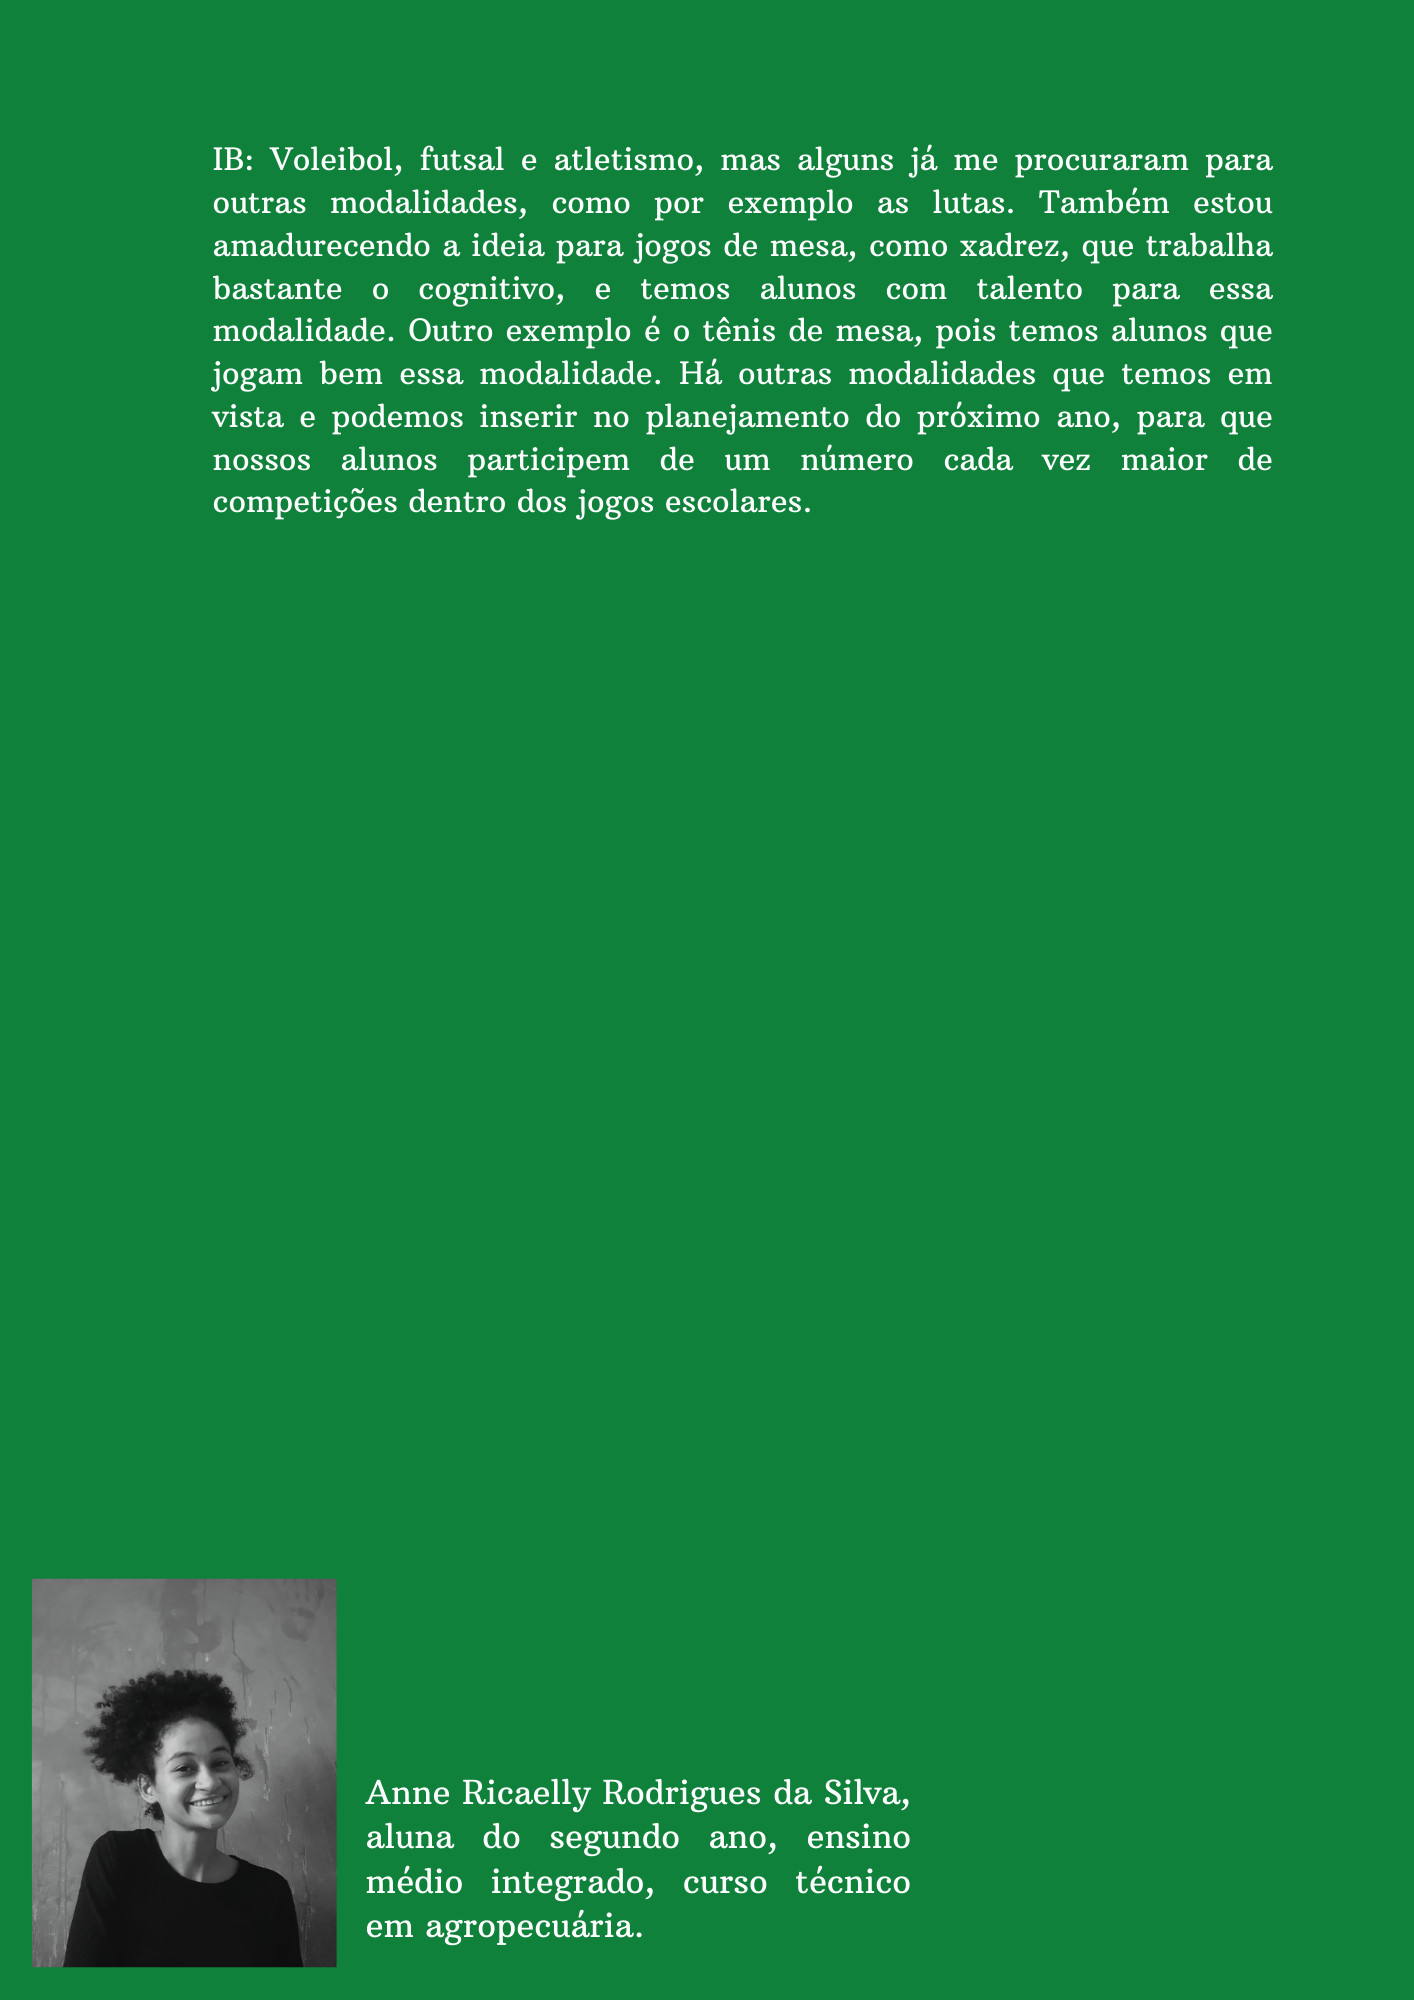 IB: Voleibol, futsal e atletismo, mas alguns já me procuraram para
outras modalidades, como por exemplo as lutas. Também estou
amadurecendo a ideia para jogos de mesa, como xadrez, que trabalha
bastante o cognitivo, e temos alunos com talento para essa
modalidade. Outro exemplo é o tênis de mesa, pois temos alunos que
jogam bem essa modalidade. Há outras modalidades que temos em
vista e podemos inserir no planejamento do próximo ano, para que
nossos alunos participem de um número cada vez maior de
competições dentro dos jogos escolares.
Anne Ricaelly Rodrigues da Silva,
aluna do segundo ano, ensino
médio integrado, curso técnico
em agropecuária.